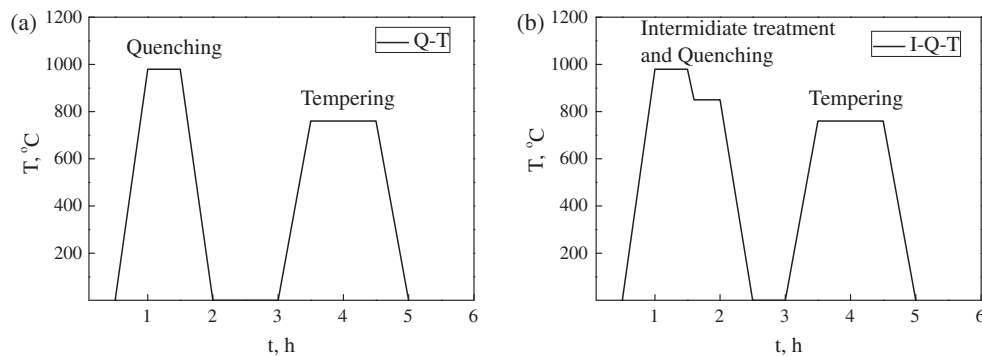 (a)
1200
1000
800
600
400
200
T, °C
Quenching
Q-T
Tempering
1 2 3 4 5 6
t, h
(b)
1200
1000
800
600
400
200
T, °C
Intermidiate treatment
and Quenching
I-Q-T
Tempering
1 2 3 4 5 6
t, h